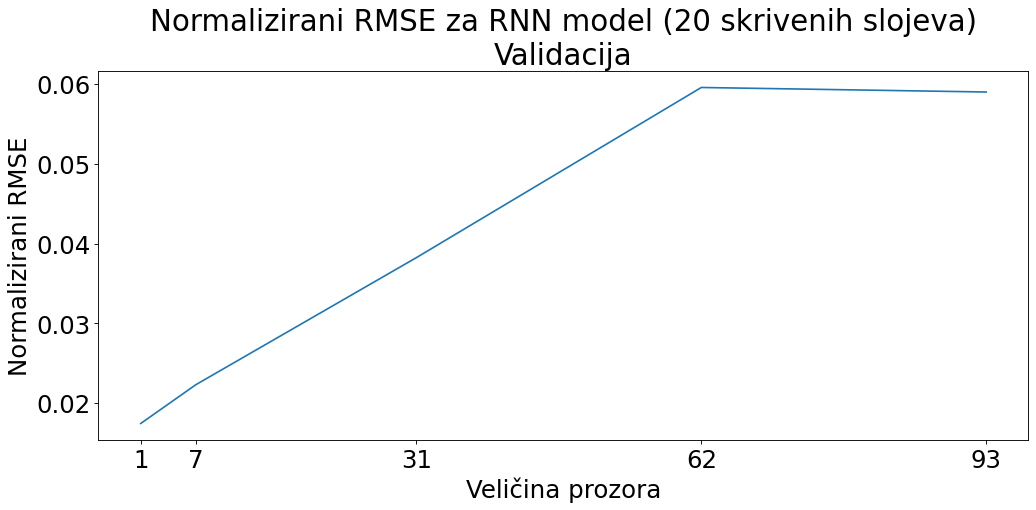 Normalizirani RMSE za RNN model (20 skrivenih slojeva)
Validacija
Normalizirani RMSE
0.06
0.05
0.04
0.03
0.02
1 7 31 62 93
Veličina prozora